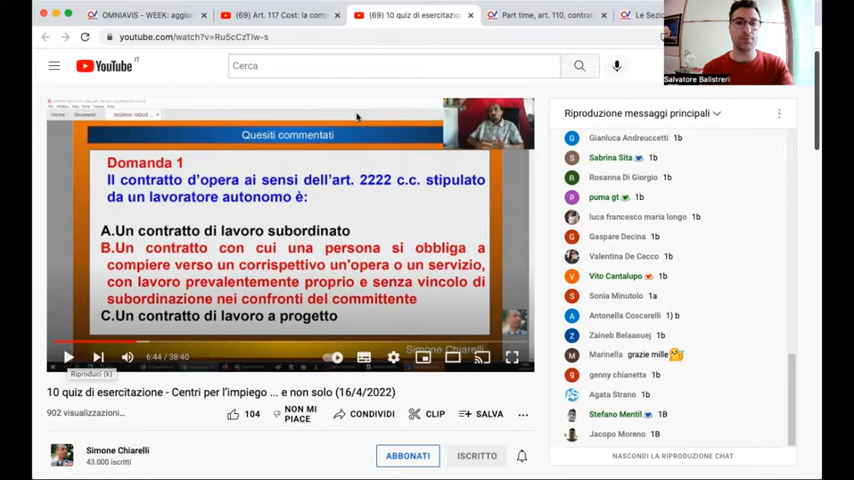 OMNIAVIS - WEEK: aggior
(69) Art. 117 Cost: la comp
(69) 10 quiz di esercitazione
Part time, art. 110, contratt
Le Sezio
youtube.com/watch?v=Ru5cCzTlw-s
YouTube IT
Cerca
Salvatore Balistreri
Home Strumenti
Quesiti commentati
Domanda 1
Il contratto d'opera ai sensi dell'art. 2222 c.c. stipulato
da un lavoratore autonomo è:
A.Un contratto di lavoro subordinato
B.Un contratto con cui una persona si obbliga a
compiere verso un corrispettivo un'opera o un servizio,
con lavoro prevalentemente proprio e senza vincolo di
subordinazione nei confronti del committente
C.Un contratto di lavoro a progetto
Simone Chiarelli
6:44 / 38:40
Riproduci (k)
10 quiz di esercitazione - Centri per l'impiego ... e non solo (16/4/2022)
902 visualizzazioni...
104
NON MI
PIACE
CONDIVIDI
CLIP
SALVA
Simone Chiarelli
43.000 iscritti
ABBONATI
ISCRITTO
Riproduzione messaggi principali
Gianluca Andreuccetti 1b
Sabrina Sita 1b
Rosanna Di Giorgio 1b
puma gt 1b
luca francesco maria longo 1b
Gaspare Decina 1b
Valentina De Cecco 1b
Vito Cantalupo 1b
Sonia Minutolo 1a
Antonella Coscarelli 1) b
Zaineb Belaaouej 1b
Marinella grazie mille
genny chianetta 1b
Agata Strano 1b
Stefano Mentil 1B
Jacopo Moreno 1B
NASCONDI LA RIPRODUZIONE CHAT